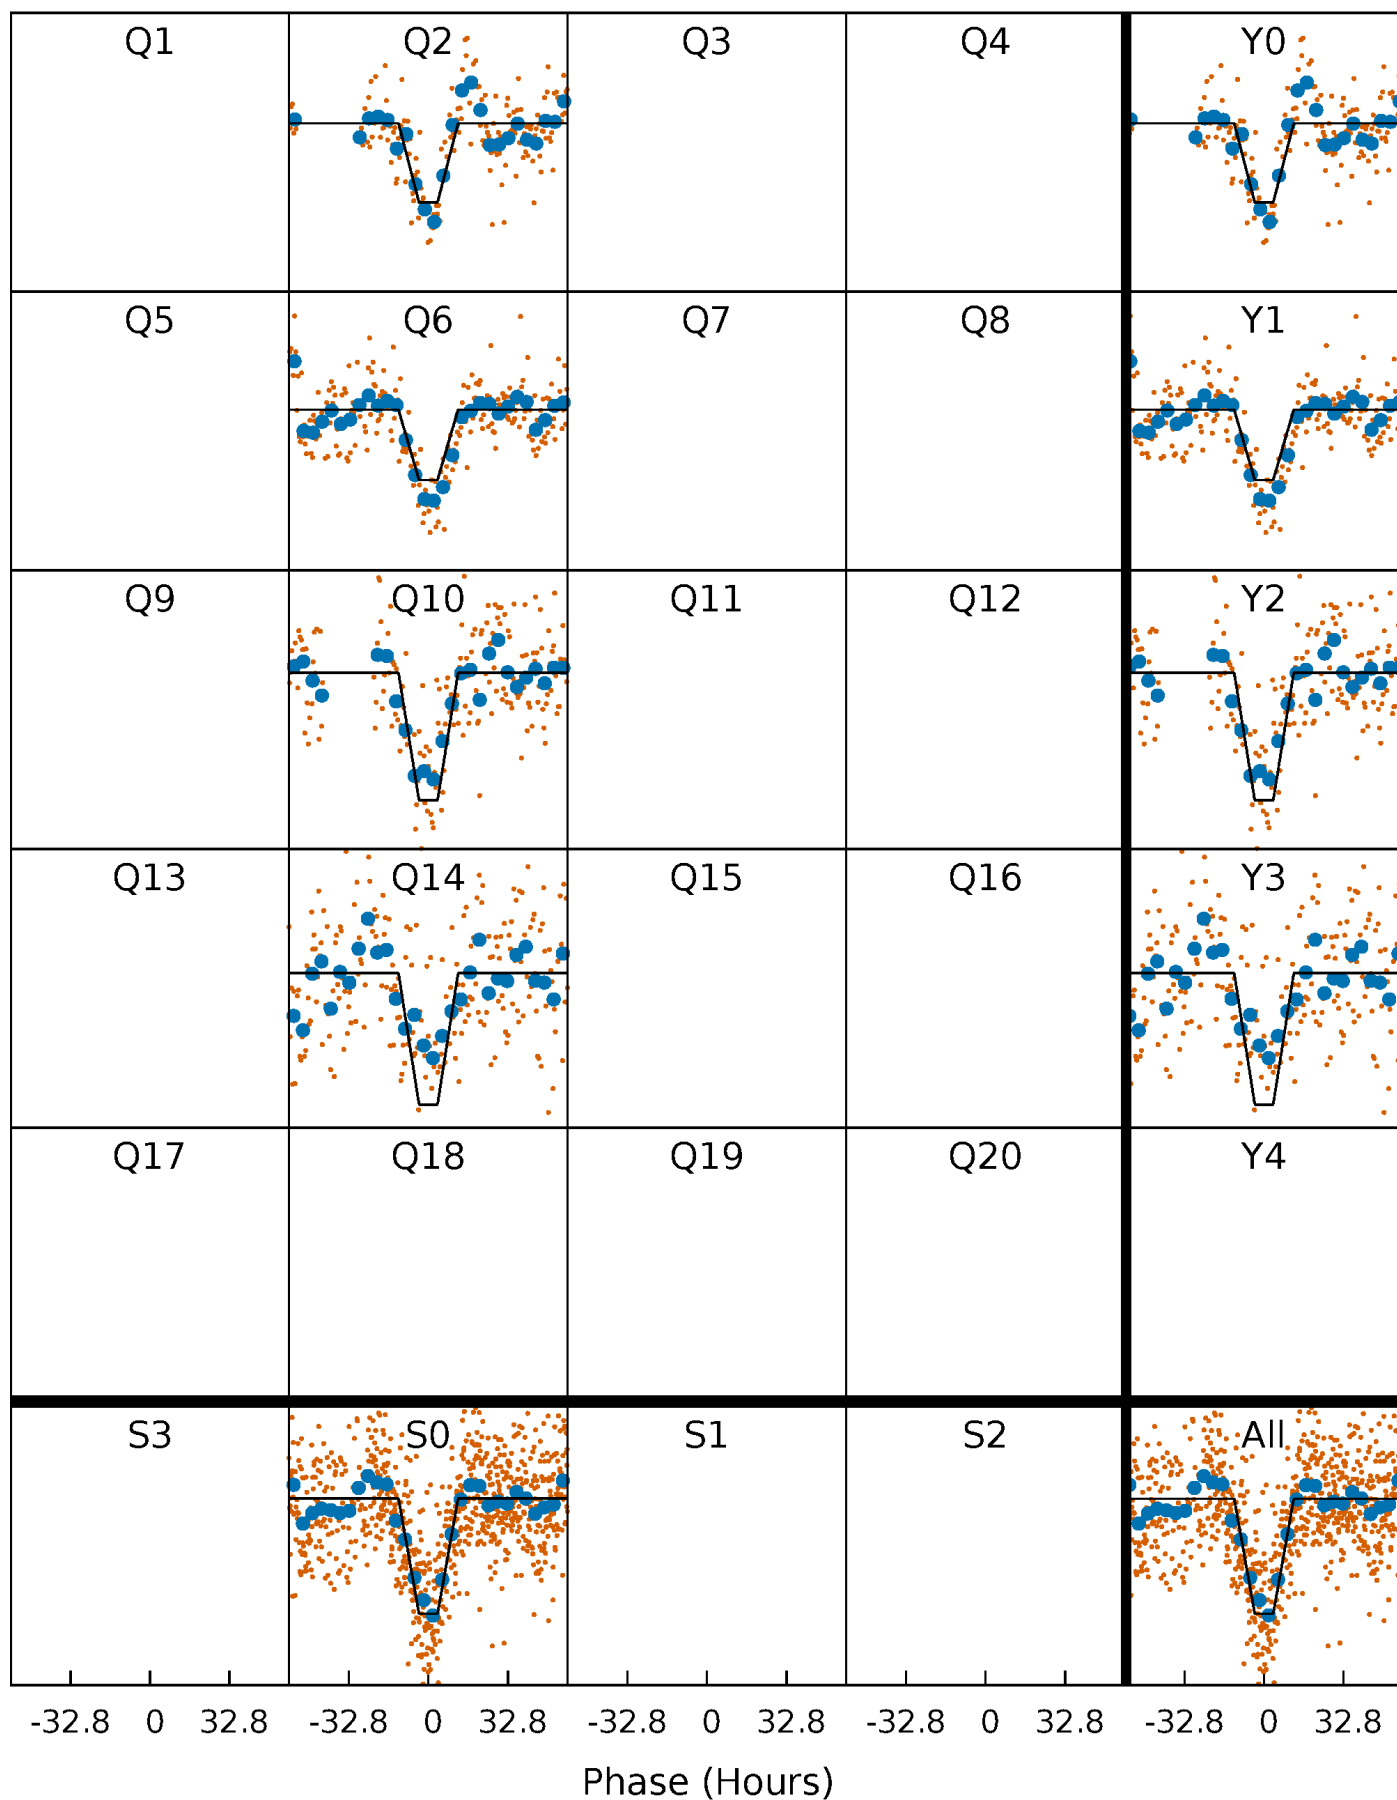 Q1 Q2 Q3 Q4 Y0
Q5 Q6 Q7 Q8 Y1
Q9 Q10 Q11 Q12 Y2
Q13 Q14 Q15 Q16 Y3
Q17 Q18 Q19 Q20 Y4
S3 S0 S1 S2 All
-32.8 0 32.8 -32.8 0 32.8 -32.8 0 32.8 -32.8 0 32.8 -32.8 0 32.8
Phase (Hours)